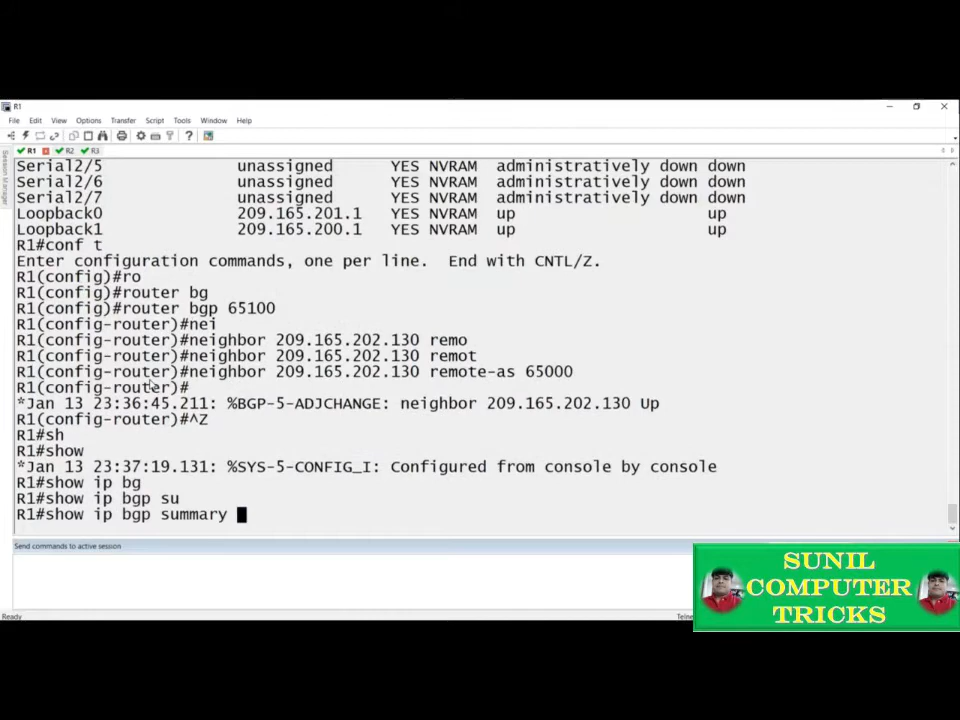 R1
File Edit View Options Transfer Script Tools Window Help
R1 R2 R3
Session Manager
Serial2/5 unassigned YES NVRAM administratively down down
Serial2/6 unassigned YES NVRAM administratively down down
Serial2/7 unassigned YES NVRAM administratively down down
Loopback0 209.165.201.1 YES NVRAM up up
Loopback1 209.165.200.1 YES NVRAM up up
R1#conf t
Enter configuration commands, one per line. End with CNTL/Z.
R1(config)#ro
R1(config)#router bg
R1(config)#router bgp 65100
R1(config-router)#nei
R1(config-router)#neighbor 209.165.202.130 remo
R1(config-router)#neighbor 209.165.202.130 remot
R1(config-router)#neighbor 209.165.202.130 remote-as 65000
R1(config-router)#
*Jan 13 23:36:45.211: %BGP-5-ADJCHANGE: neighbor 209.165.202.130 Up
R1(config-router)#^Z
R1#sh
R1#show
*Jan 13 23:37:19.131: %SYS-5-CONFIG_I: Configured from console by console
R1#show ip bg
R1#show ip bgp su
R1#show ip bgp summary
Send commands to active session
Ready
SUNIL
COMPUTER
TRICKS